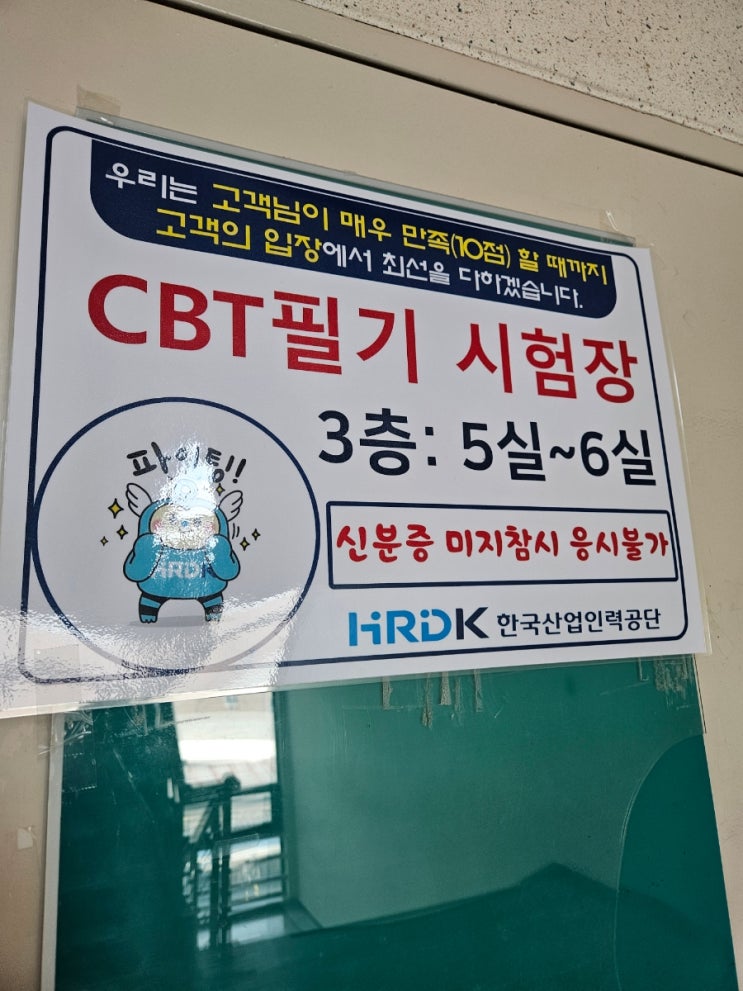 우리는 고객님이 매우 만족(10점) 할 때까지
고객의 입장에서 최선을 다하겠습니다.
CBT필기 시험장
3층: 5실~6실
파이팅!
HRDK
신분증 미지참시 응시불가
HRDK 한국산업인력공단